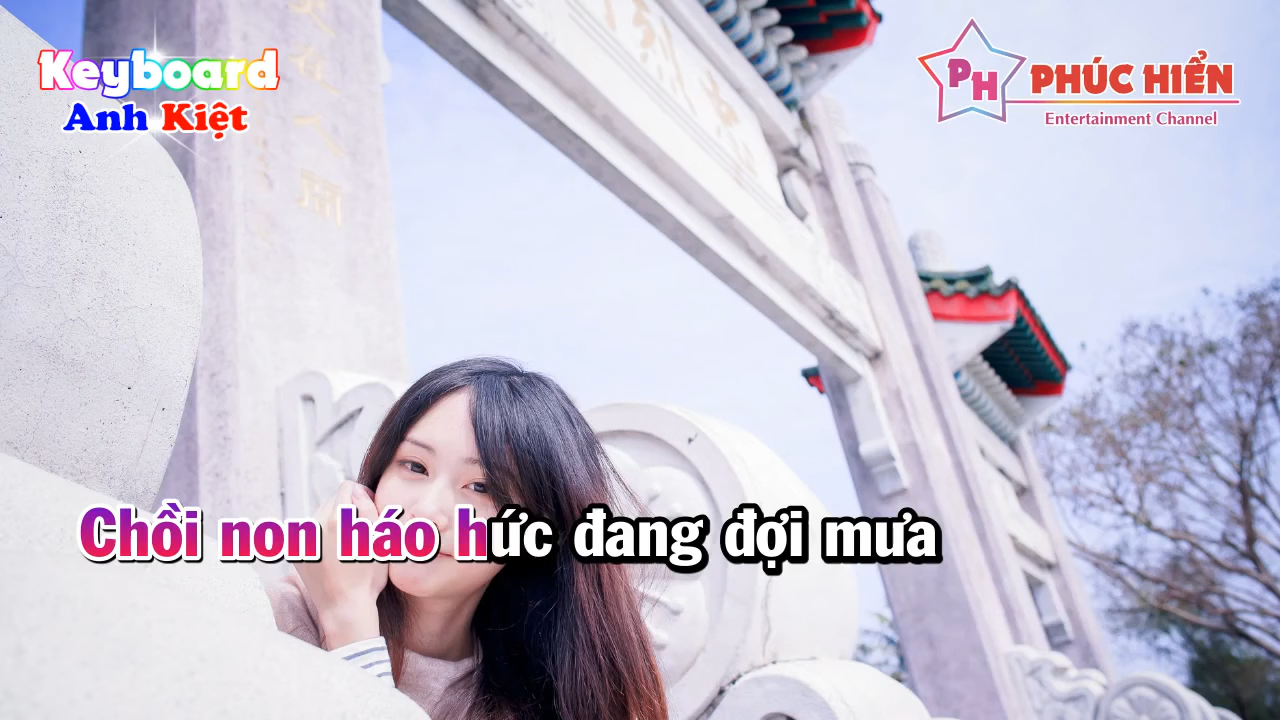 Keyboard
Anh Kiệt
PH PHÚC HIỂN
Entertainment Channel
Chồi non háo hức đang đợi mưa